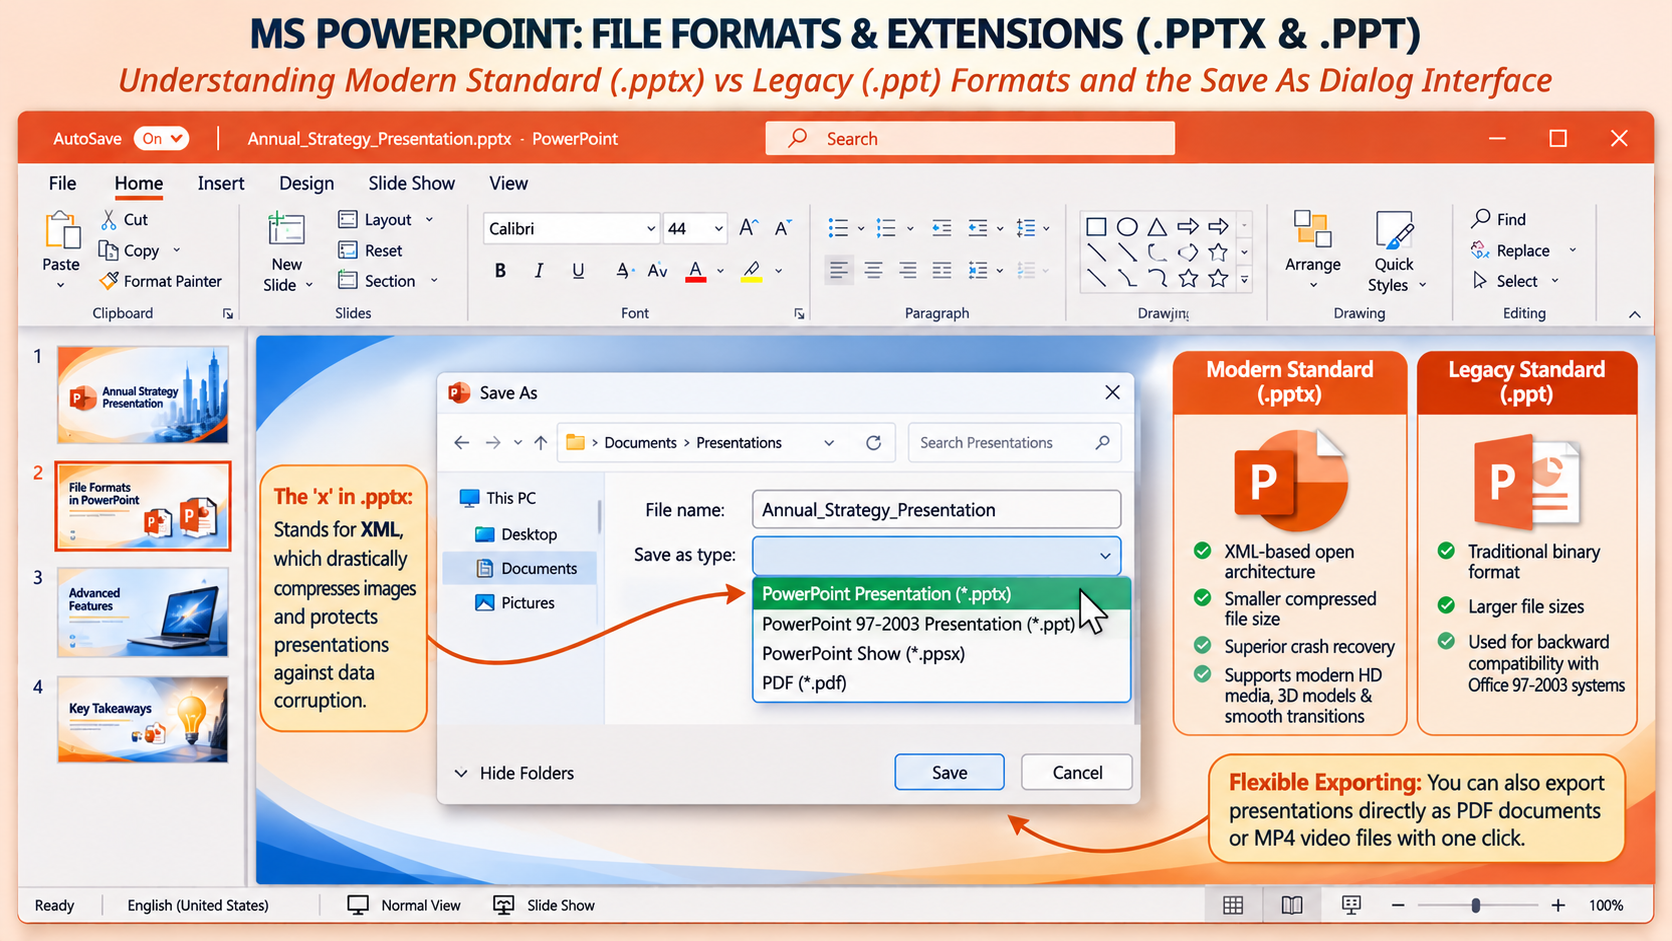 MS POWERPOINT: FILE FORMATS & EXTENSIONS (.PPTX & .PPT)
Understanding Modern Standard (.pptx) vs Legacy (.ppt) Formats and the Save As Dialog Interface
AutoSave On
Annual_Strategy_Presentation.pptx - PowerPoint
Search
File Home Insert Design Slide Show View
Paste
Cut
Copy
Format Painter
Clipboard
New
Slide
Layout
Reset
Section
Slides
Calibri 44
B I U A Av A
Font
Paragraph
Drawjing
Arrange
Quick
Styles
Drawing
Find
Replace
Select
Editing
1
P
Annual Strategy
Presentation
2
File Formats
in PowerPoint
P
P
3
Advanced
Features
4
Key Takeaways
The 'x' in .pptx:
Stands for XML,
which drastically
compresses images
and protects
presentations
against data
corruption.
P
Save As
> Documents > Presentations
Search Presentations
This PC
Desktop
Documents
Pictures
File name: Annual_Strategy_Presentation
Save as type:
PowerPoint Presentation (*.pptx)
PowerPoint 97-2003 Presentation (*.ppt)
PowerPoint Show (*.ppsx)
PDF (*.pdf)
Hide Folders
Save
Cancel
Modern Standard
(.pptx)
P
XML-based open
architecture
Smaller compressed
file size
Superior crash recovery
Supports modern HD
media, 3D models &
smooth transitions
Legacy Standard
(.ppt)
P
Traditional binary
format
Larger file sizes
Used for backward
compatibility with
Office 97-2003 systems
Flexible Exporting: You can also export
presentations directly as PDF documents
or MP4 video files with one click.
Ready
English (United States)
Normal View
Slide Show
100%